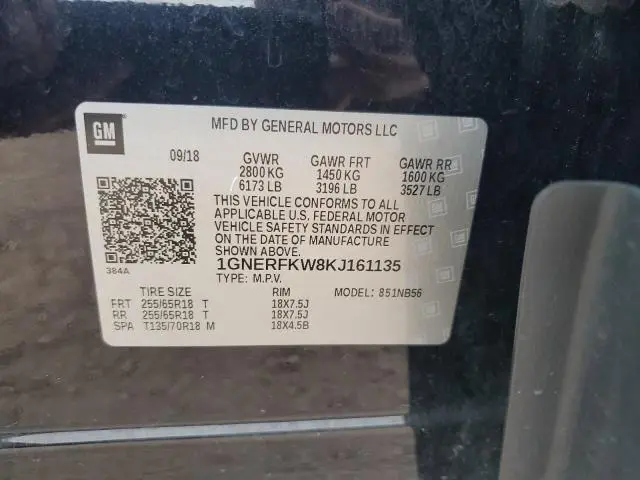 GM
MFD BY GENERAL MOTORS LLC
09/18 GVWR GAWR FRT GAWR RR
2800 KG 1450 KG 1600 KG
6173 LB 3196 LB 3527 LB
THIS VEHICLE CONFORMS TO ALL
APPLICABLE U.S. FEDERAL MOTOR
VEHICLE SAFETY STANDARDS IN EFFECT
ON THE DATE OF MANUFACTURE
384A
1GNERFKW8KJ161135
TYPE: M.P.V.
TIRE SIZE RIM MODEL: 851NB56
FRT 255/65R18 T 18X7.5J
RR 255/65R18 T 18X7.5J
SPA T135/70R18 M 18X4.5B